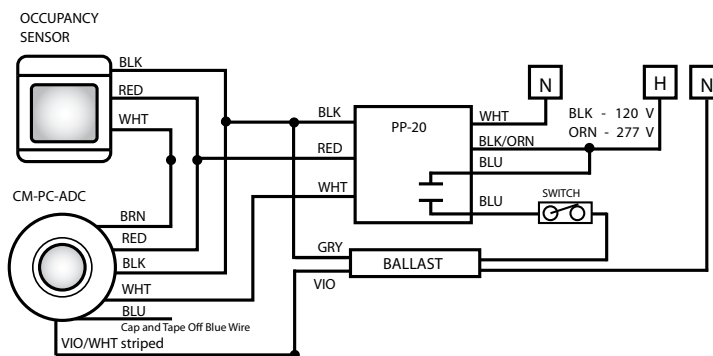 OCCUPANCY
SENSOR
BLK
RED
WHT
CM-PC-ADC
BRN
RED
BLK
WHT
BLU
Cap and Tape Off Blue Wire
VIO/WHT striped
BLK
RED
WHT
PP-20
WHT
BLK/ORN
BLU
BLU
N
H
N
BLK - 120 V
ORN - 277 V
SWITCH
GRY
VIO
BALLAST